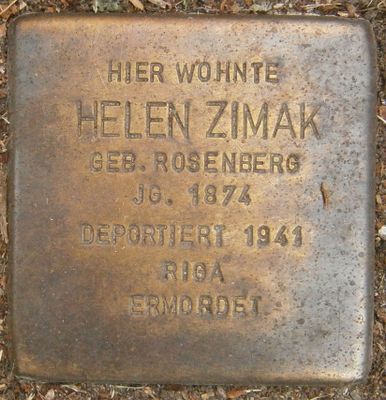 HIER WOHNTE
HELEN ZIMAK
GEB. ROSENBERG
JG. 1874
DEPORTIERT 1941
RIGA
ERMORDET